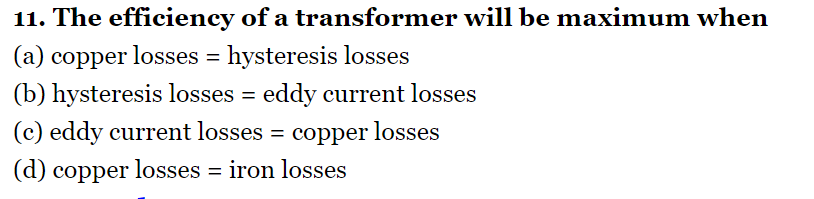 11. The efficiency of a transformer will be maximum when
(a) copper losses = hysteresis losses
(b) hysteresis losses = eddy current losses
(c) eddy current losses = copper losses
(d) copper losses = iron losses